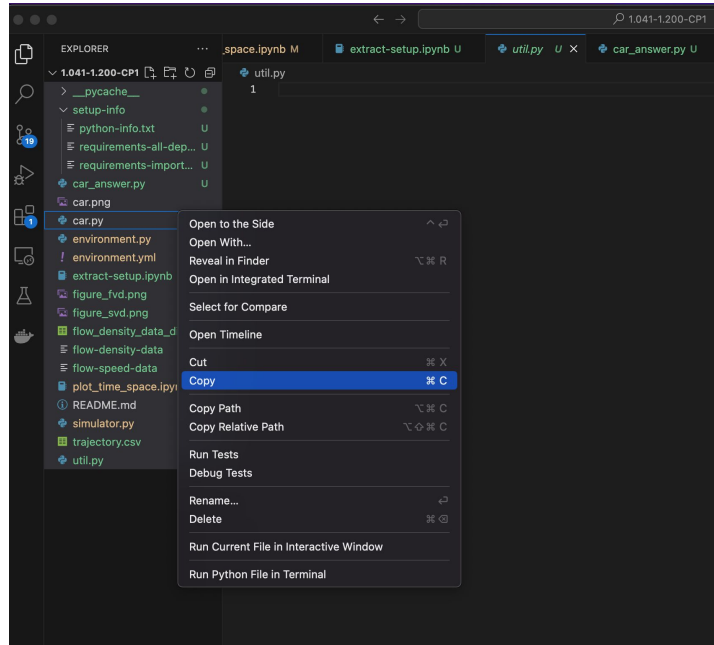 1.041-1.200-CP1
EXPLORER
_space.ipynb M
extract-setup.ipynb U
util.py U
car_answer.py U
1.041-1.200-CP1
util.py
1
__pycache__
setup-info
python-info.txt U
requirements-all-dep... U
requirements-import... U
car_answer.py U
car.png
car.py
environment.py
environment.yml
extract-setup.ipynb
figure_fvd.png
figure_svd.png
flow_density_data_d
flow-density-data
flow-speed-data
plot_time_space.ipyn
README.md
simulator.py
trajectory.csv
util.py
19
1
Open to the Side ⌃⏎
Open With...
Reveal in Finder ⌥⌘ R
Open in Integrated Terminal
Select for Compare
Open Timeline
Cut ⌘ X
Copy ⌘ C
Copy Path ⌥⌘ C
Copy Relative Path ⌥⇧⌘ C
Run Tests
Debug Tests
Rename... ⏎
Delete ⌘⌫
Run Current File in Interactive Window
Run Python File in Terminal